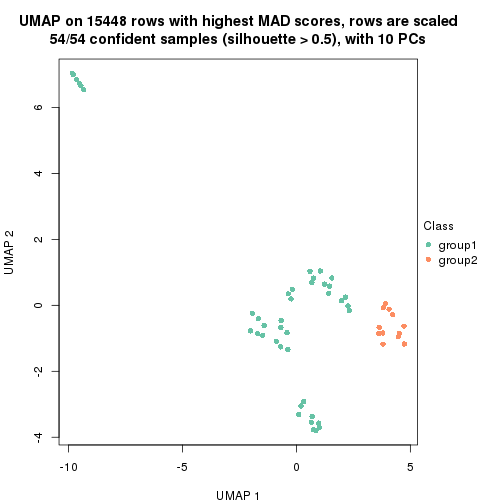 UMAP on 15448 rows with highest MAD scores, rows are scaled
54/54 confident samples (silhouette > 0.5), with 10 PCs
6
4
2
0
-2
-4
UMAP 2
-10
-5
0
5
UMAP 1
Class
group1
group2